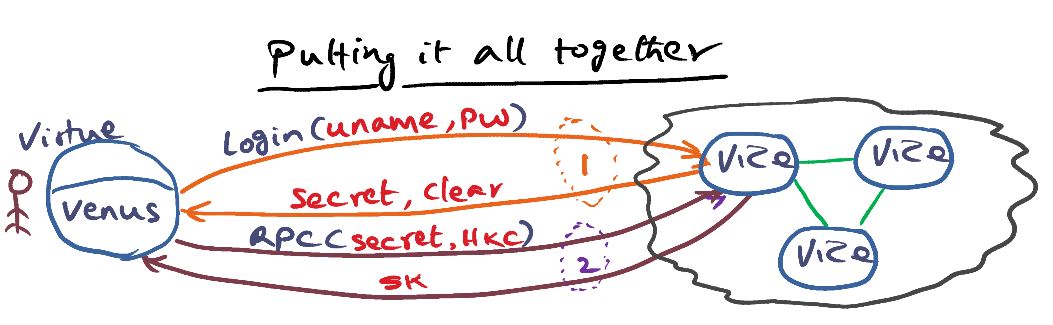 Putting it all together
Virtue
Login(uname, PW)
1
Vice
Vice
Venus
secret, clear
RPC(secret, HKC)
2
Vice
SK